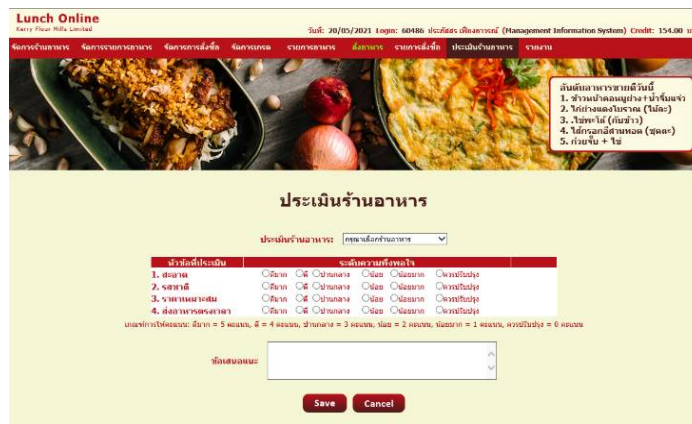 Lunch Online
Kerry Flour Mills Limited
วันที่: 20/05/2021 Login: 60486 ประภัสสร เฟื่องอารมณ์ (Management Information System) Credit: 154.00
จัดการร้านอาหาร จัดการรายการอาหาร จัดการการสั่งซื้อ จัดการเครดิต รายการอาหาร สั่งอาหาร รายการสั่งซื้อ ประเมินร้านอาหาร รายงาน
อันดับอาหารขายดีวันนี้
1. ข้าวหน้าคอหมูย่าง+น้ำจิ้มแจ่ว
2. ไก่ย่างแดงโบราณ (ไม้ละ)
3. ไข่พะโล้ (กับข้าว)
4. ไส้กรอกอีสานทอด (ชุดละ)
5. ก๋วยจั๊บ + ไข่
ประเมินร้านอาหาร
ประเมินร้านอาหาร: กรุณาเลือกร้านอาหาร
หัวข้อที่ประเมิน ระดับความพึงพอใจ
1. สะอาด ดีมาก ดี ปานกลาง น้อย น้อยมาก ควรปรับปรุง
2. รสชาติ ดีมาก ดี ปานกลาง น้อย น้อยมาก ควรปรับปรุง
3. ราคาเหมาะสม ดีมาก ดี ปานกลาง น้อย น้อยมาก ควรปรับปรุง
4. ส่งอาหารตรงเวลา ดีมาก ดี ปานกลาง น้อย น้อยมาก ควรปรับปรุง
เกณฑ์การให้คะแนน: ดีมาก = 5 คะแนน, ดี = 4 คะแนน, ปานกลาง = 3 คะแนน, น้อย = 2 คะแนน, น้อยมาก = 1 คะแนน, ควรปรับปรุง = 0 คะแนน
ข้อเสนอแนะ
Save Cancel